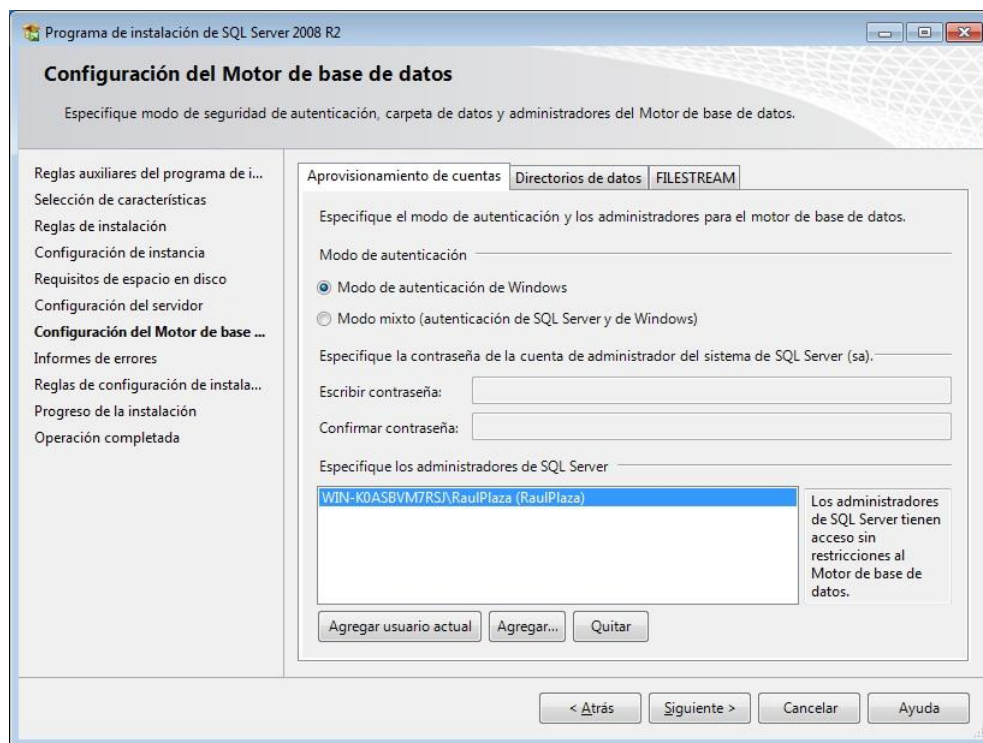 Programa de instalación de SQL Server 2008 R2
Configuración del Motor de base de datos
Especifique modo de seguridad de autenticación, carpeta de datos y administradores del Motor de base de datos.
Reglas auxiliares del programa de i...
Selección de características
Reglas de instalación
Configuración de instancia
Requisitos de espacio en disco
Configuración del servidor
Configuración del Motor de base ...
Informes de errores
Reglas de configuración de instala...
Progreso de la instalación
Operación completada
Aprovisionamiento de cuentas Directorios de datos FILESTREAM
Especifique el modo de autenticación y los administradores para el motor de base de datos.
Modo de autenticación
Modo de autenticación de Windows
Modo mixto (autenticación de SQL Server y de Windows)
Especifique la contraseña de la cuenta de administrador del sistema de SQL Server (sa).
Escribir contraseña:
Confirmar contraseña:
Especifique los administradores de SQL Server
WIN-K0ASBVM7RSJ\RaulPlaza (RaulPlaza)
Los administradores
de SQL Server tienen
acceso sin
restricciones al
Motor de base de
datos.
Agregar usuario actual Agregar... Quitar
< Atrás Siguiente > Cancelar Ayuda